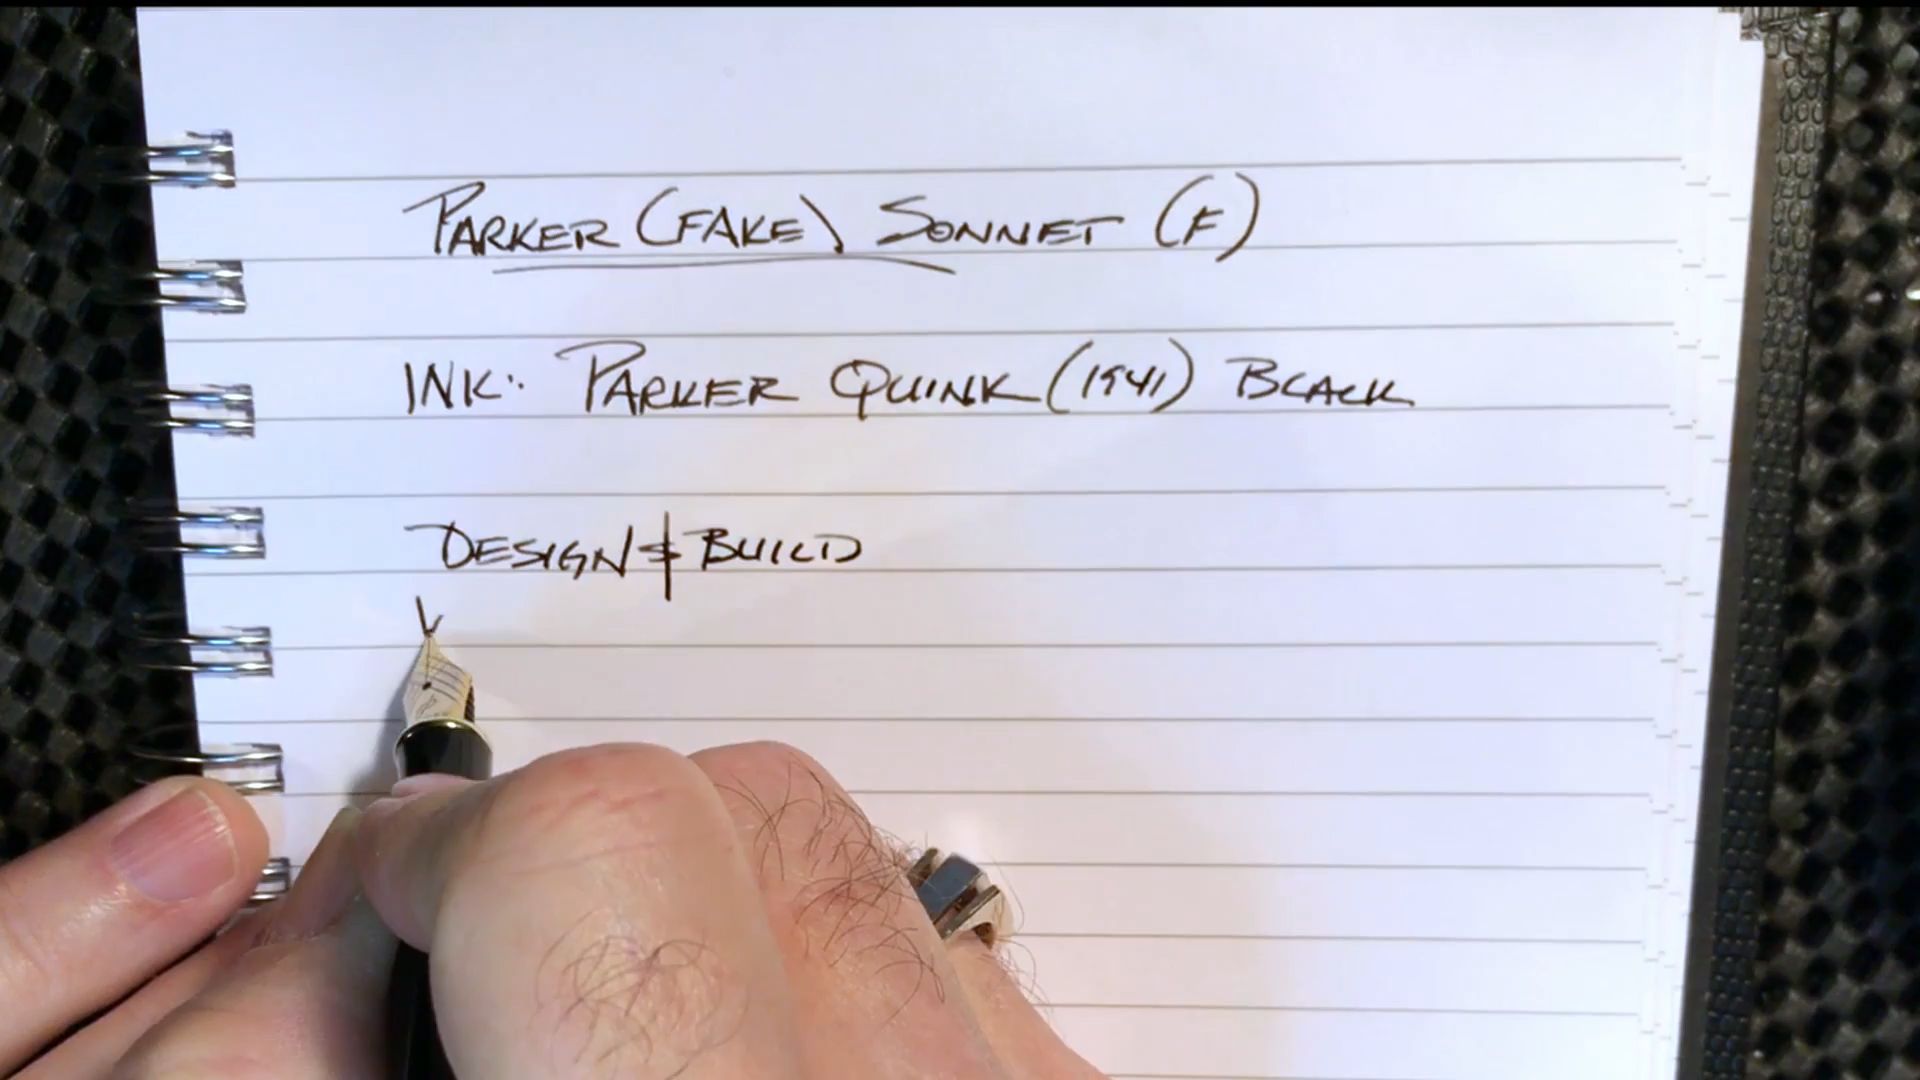 PARKER (FAKE) SONNET (F)
INK: PARKER QUINK (1941) BLACK
DESIGN & BUILD
V